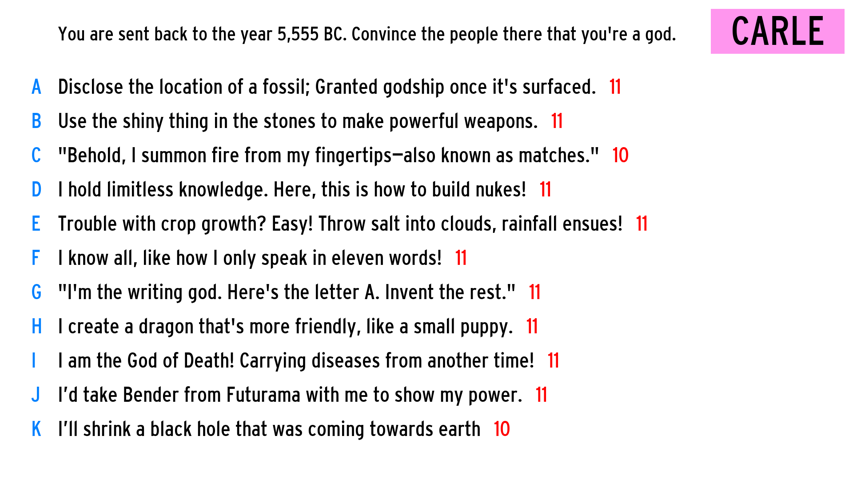 You are sent back to the year 5,555 BC. Convince the people there that you're a god.
CARLE
A Disclose the location of a fossil; Granted godship once it's surfaced. 11
B Use the shiny thing in the stones to make powerful weapons. 11
C "Behold, I summon fire from my fingertips—also known as matches." 10
D I hold limitless knowledge. Here, this is how to build nukes! 11
E Trouble with crop growth? Easy! Throw salt into clouds, rainfall ensues! 11
F I know all, like how I only speak in eleven words! 11
G "I'm the writing god. Here's the letter A. Invent the rest." 11
H I create a dragon that's more friendly, like a small puppy. 11
I I am the God of Death! Carrying diseases from another time! 11
J I’d take Bender from Futurama with me to show my power. 11
K I’ll shrink a black hole that was coming towards earth 10